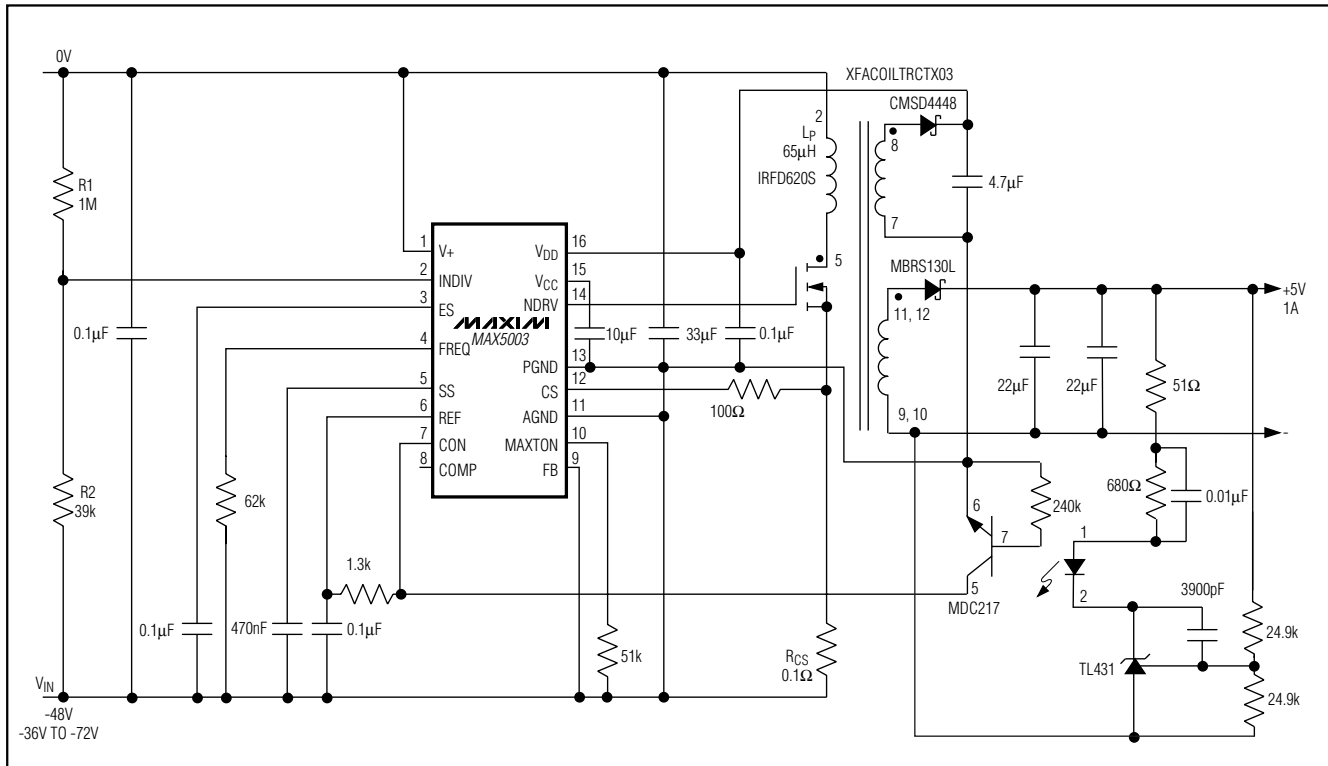 0V
XFACOILTRCTX03
CMSD4448
2
LP
65µH
IRFD620S
8
4.7µF
7
R1
1M
1
V+
VDD
16
5
MBRS130L
2
INDIV
VCC
15
3
ES
NDRV
14
11, 12
+5V
1A
MAXIM
MAX5003
0.1µF
4
FREQ
10µF
33µF
0.1µF
PGND
13
5
SS
CS
12
22µF
22µF
51Ω
100Ω
6
REF
AGND
11
9, 10
-
7
CON
MAXTON
10
8
COMP
FB
9
R2
39k
62k
680Ω
0.01µF
6
240k
7
1
1.3k
5
MDC217
2
3900pF
0.1µF
470nF
0.1µF
51k
RCS
0.1Ω
24.9k
TL431
24.9k
VIN
-48V
-36V TO -72V